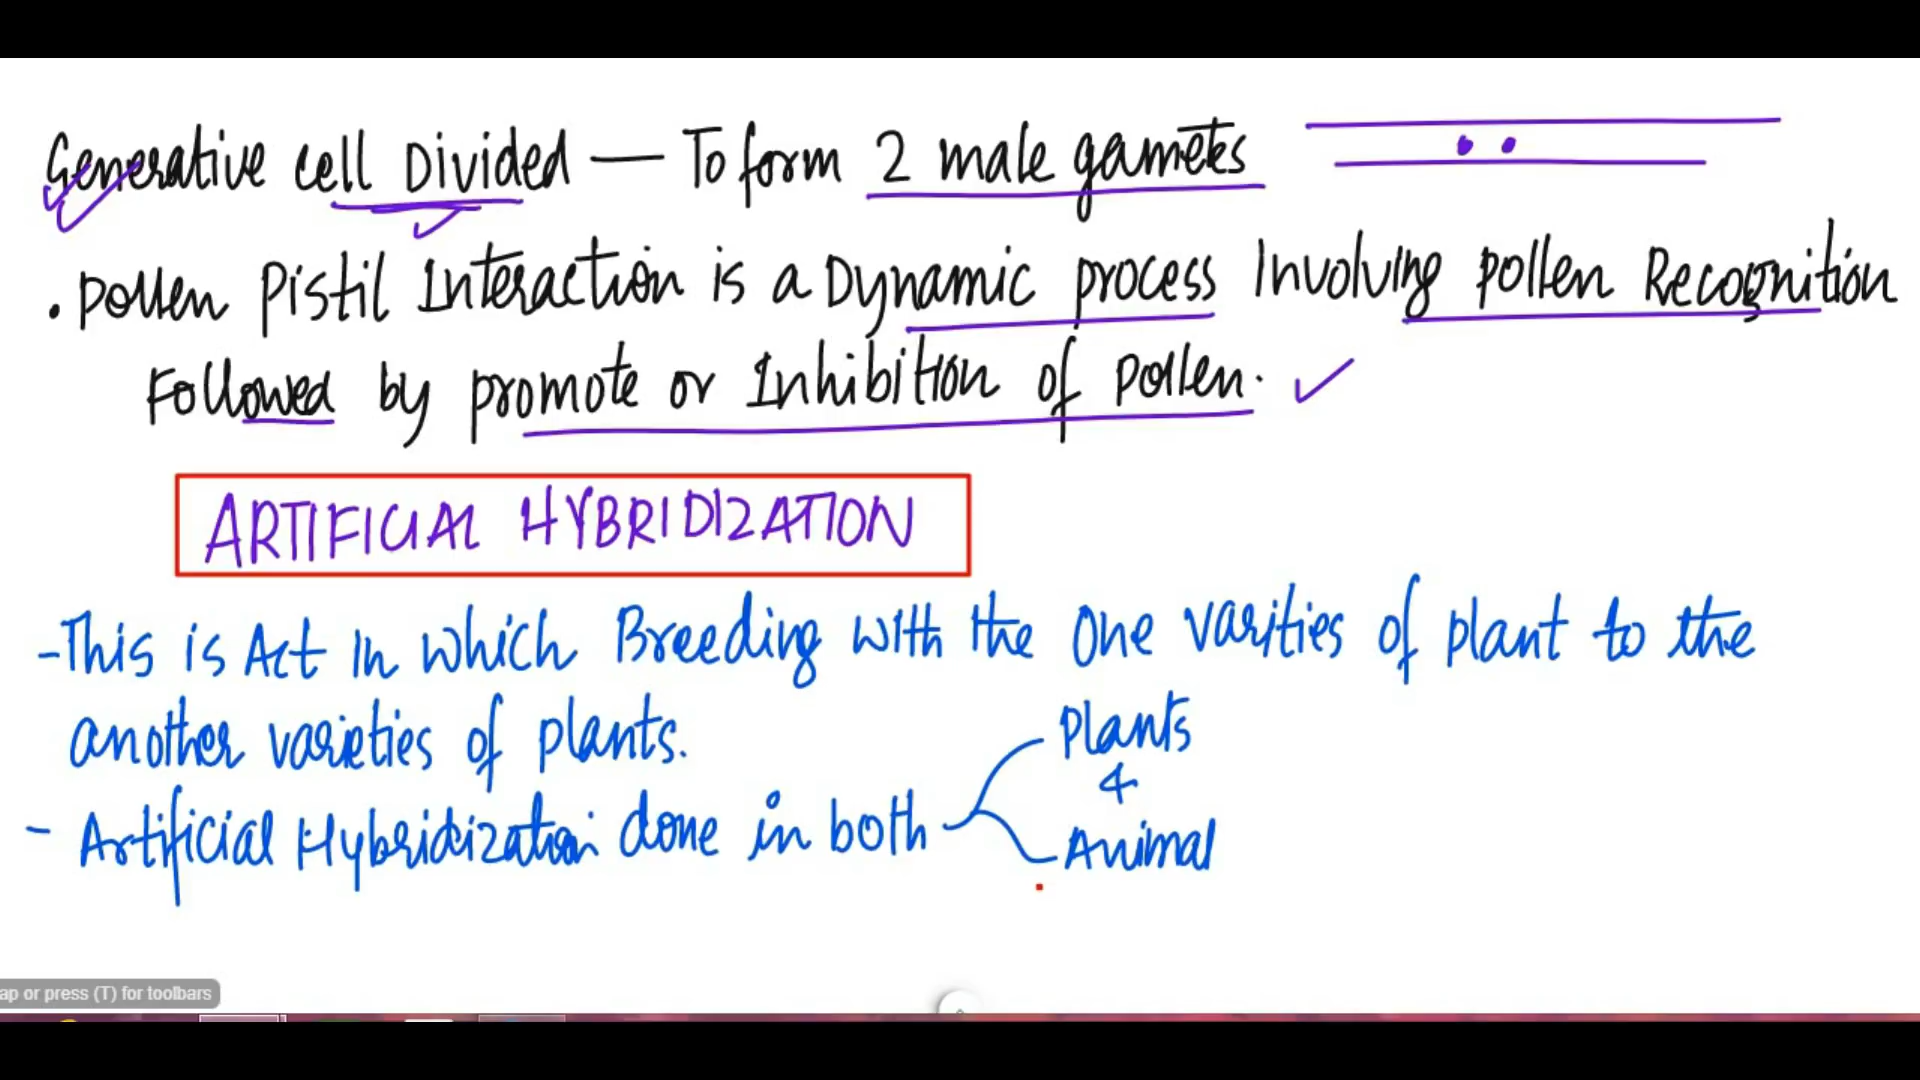 Generative cell Divided — To form 2 male gametes
. Pollen Pistil Interaction is a Dynamic process Involving pollen Recognition
Followed by promote or Inhibition of pollen.
ARTIFICIAL HYBRIDIZATION
- This is Act in which Breeding with the One varities of plant to the
another varieties of plants.
- Artificial Hybridization done in both
Plants
&
Animal
ap or press (T) for toolbars